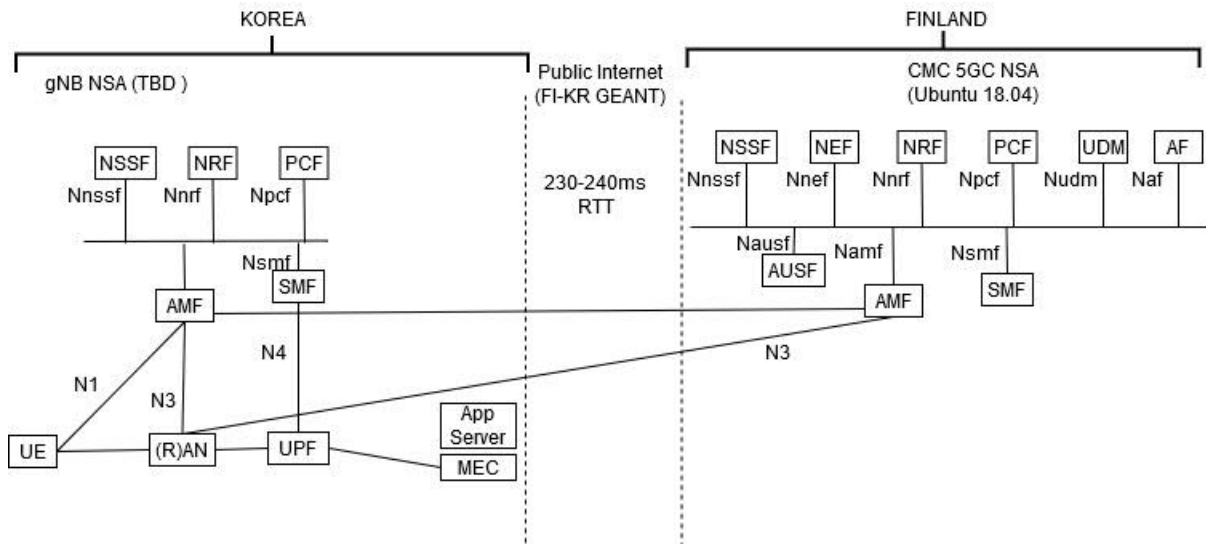 KOREA
FINLAND
gNB NSA (TBD )
Public Internet
(FI-KR GEANT)
CMC 5GC NSA
(Ubuntu 18.04)
NSSF
NRF
PCF
NSSF
NEF
NRF
PCF
UDM
AF
Nnssf
Nnrf
Npcf
230-240ms
RTT
Nnssf
Nnef
Nnrf
Npcf
Nudm
Naf
Nsmf
SMF
Nausf
AUSF
Namf
Nsmf
SMF
AMF
AMF
N4
N3
N1
N3
UE
(R)AN
UPF
App
Server
MEC